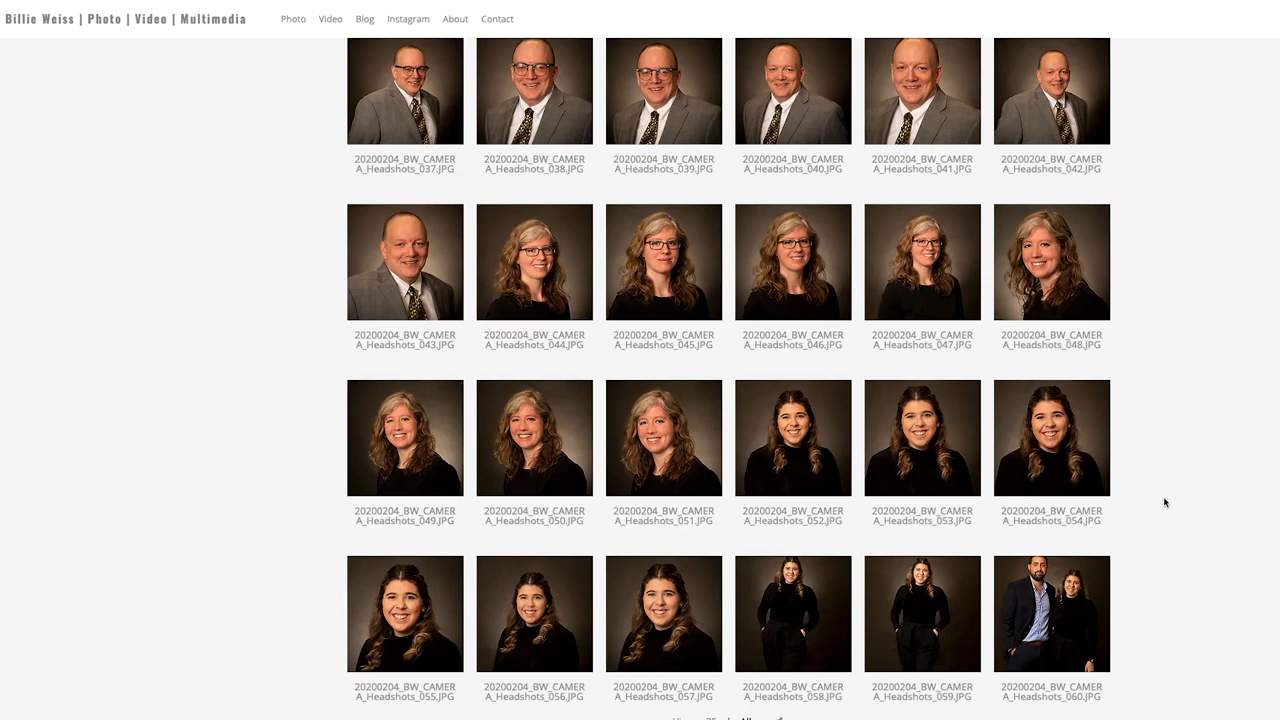 Billie Weiss | Photo | Video | Multimedia
Photo Video Blog Instagram About Contact
20200204_BW_CAMER
A_Headshots_037.JPG
20200204_BW_CAMER
A_Headshots_038.JPG
20200204_BW_CAMER
A_Headshots_039.JPG
20200204_BW_CAMER
A_Headshots_040.JPG
20200204_BW_CAMER
A_Headshots_041.JPG
20200204_BW_CAMER
A_Headshots_042.JPG
20200204_BW_CAMER
A_Headshots_043.JPG
20200204_BW_CAMER
A_Headshots_044.JPG
20200204_BW_CAMER
A_Headshots_045.JPG
20200204_BW_CAMER
A_Headshots_046.JPG
20200204_BW_CAMER
A_Headshots_047.JPG
20200204_BW_CAMER
A_Headshots_048.JPG
20200204_BW_CAMER
A_Headshots_049.JPG
20200204_BW_CAMER
A_Headshots_050.JPG
20200204_BW_CAMER
A_Headshots_051.JPG
20200204_BW_CAMER
A_Headshots_052.JPG
20200204_BW_CAMER
A_Headshots_053.JPG
20200204_BW_CAMER
A_Headshots_054.JPG
20200204_BW_CAMER
A_Headshots_055.JPG
20200204_BW_CAMER
A_Headshots_056.JPG
20200204_BW_CAMER
A_Headshots_057.JPG
20200204_BW_CAMER
A_Headshots_058.JPG
20200204_BW_CAMER
A_Headshots_059.JPG
20200204_BW_CAMER
A_Headshots_060.JPG